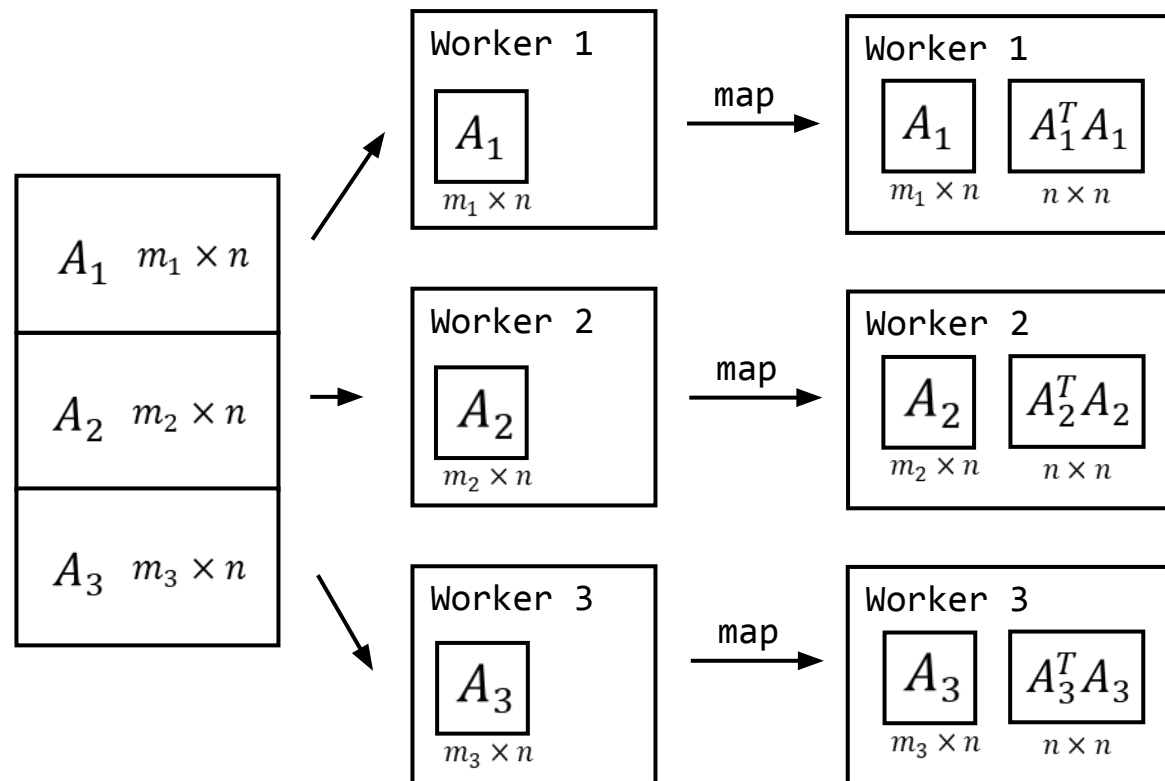 A₁ m₁ × n
A₂ m₂ × n
A₃ m₃ × n
Worker 1
A₁
m₁ × n
map
Worker 1
A₁ A₁ᵀA₁
m₁ × n n × n
Worker 2
A₂
m₂ × n
map
Worker 2
A₂ A₂ᵀA₂
m₂ × n n × n
Worker 3
A₃
m₃ × n
map
Worker 3
A₃ A₃ᵀA₃
m₃ × n n × n